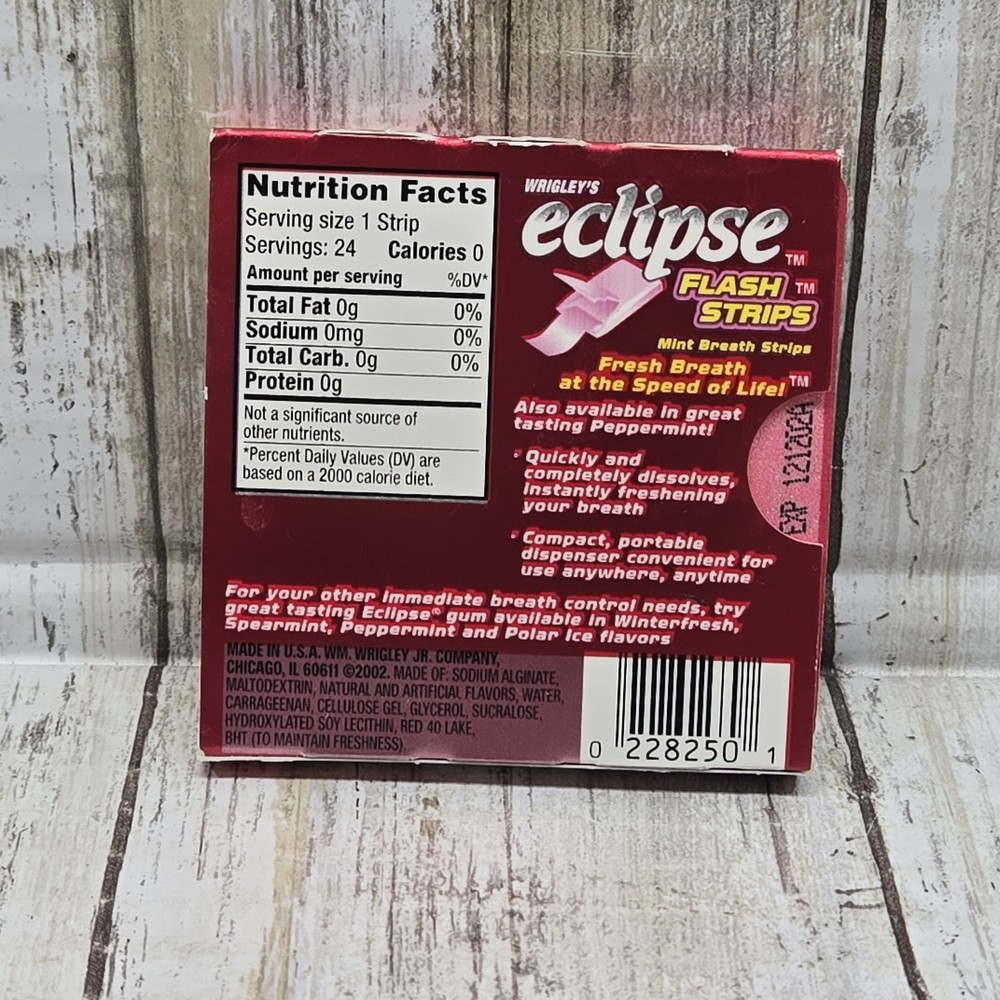 Nutrition Facts
Serving size 1 Strip
Servings: 24 Calories 0
Amount per serving %DV*
Total Fat 0g 0%
Sodium 0mg 0%
Total Carb. 0g 0%
Protein 0g
Not a significant source of
other nutrients.
*Percent Daily Values (DV) are
based on a 2000 calorie diet.
WRIGLEY'S
eclipse™
FLASH ™
STRIPS
Mint Breath Strips
Fresh Breath
at the Speed of Life!™
Also available in great
tasting Peppermint!
• Quickly and
completely dissolves,
instantly freshening
your breath
• Compact, portable
dispenser convenient for
use anywhere, anytime
For your other immediate breath control needs, try
great tasting Eclipse® gum available in Winterfresh,
Spearmint, Peppermint and Polar Ice flavors
MADE IN U.S.A. WM. WRIGLEY JR. COMPANY,
CHICAGO, IL 60611 ©2002. MADE OF: SODIUM ALGINATE,
MALTODEXTRIN, NATURAL AND ARTIFICIAL FLAVORS, WATER,
CARRAGEENAN, CELLULOSE GEL, GLYCEROL, SUCRALOSE,
HYDROXYLATED SOY LECITHIN, RED 40 LAKE,
BHT (TO MAINTAIN FRESHNESS).
0 228250 1
EXP